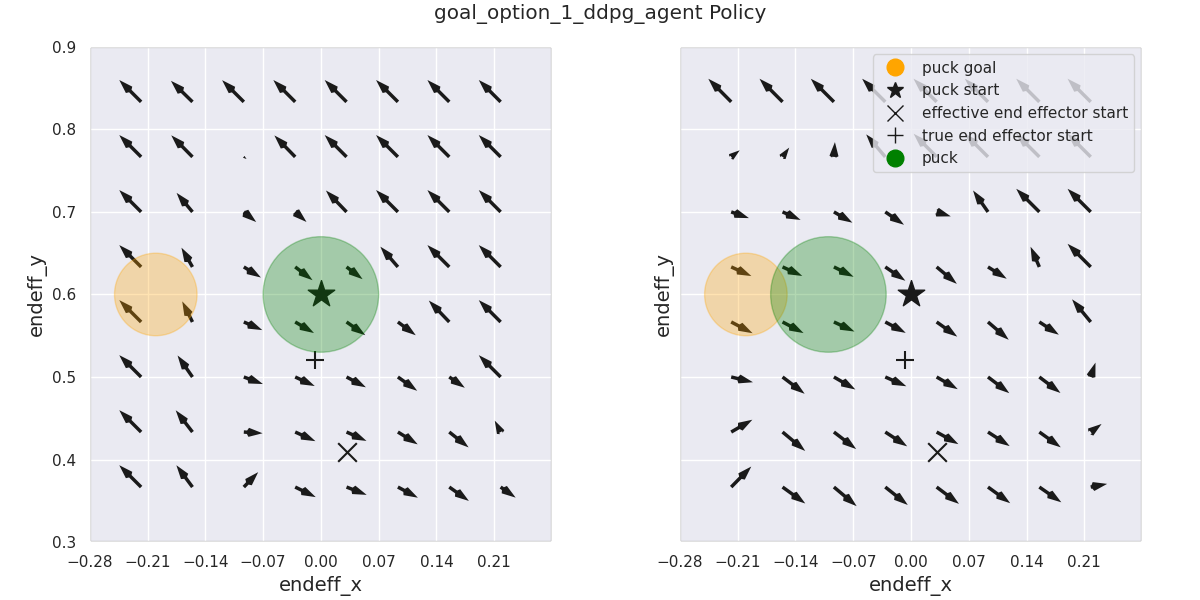 goal_option_1_ddpg_agent Policy
0.9
0.8
0.7
0.6
0.5
0.4
0.3
endeff_y
−0.28 −0.21 −0.14 −0.07 0.00 0.07 0.14 0.21
endeff_x
puck goal
puck start
effective end effector start
true end effector start
puck
endeff_y
−0.28 −0.21 −0.14 −0.07 0.00 0.07 0.14 0.21
endeff_x